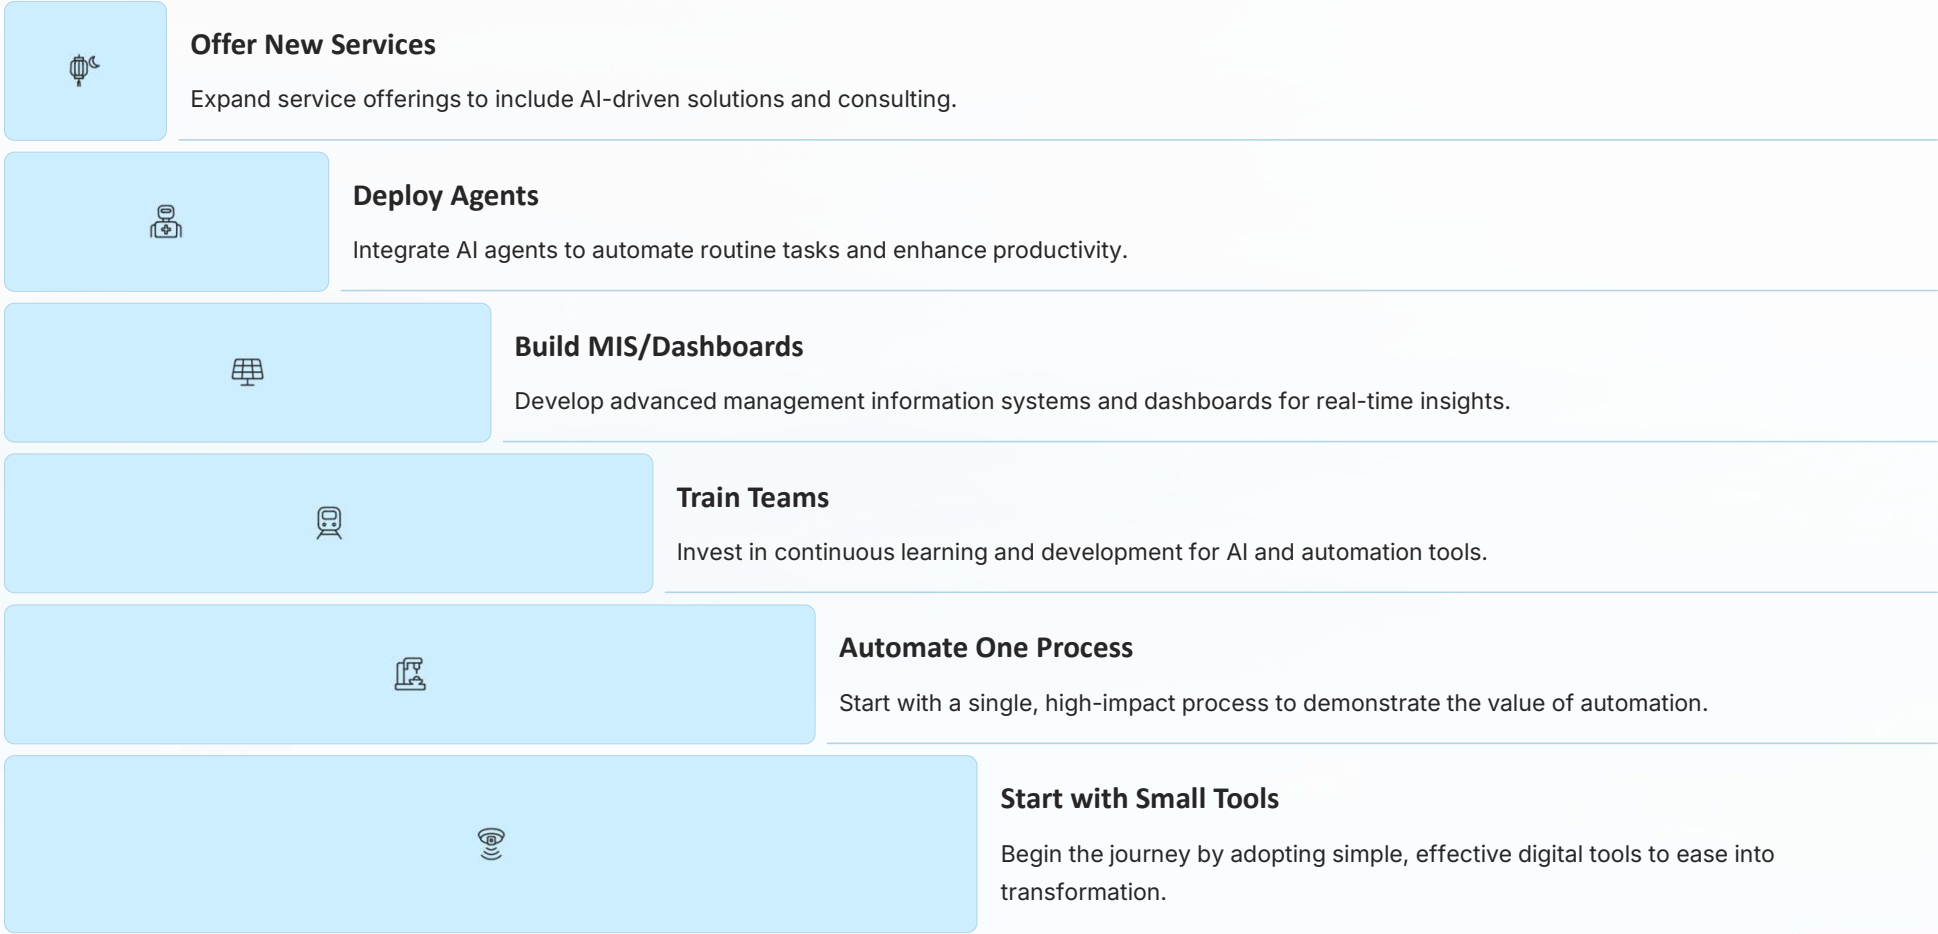 Offer New Services
Expand service offerings to include AI-driven solutions and consulting.
Deploy Agents
Integrate AI agents to automate routine tasks and enhance productivity.
Build MIS/Dashboards
Develop advanced management information systems and dashboards for real-time insights.
Train Teams
Invest in continuous learning and development for AI and automation tools.
Automate One Process
Start with a single, high-impact process to demonstrate the value of automation.
Start with Small Tools
Begin the journey by adopting simple, effective digital tools to ease into
transformation.